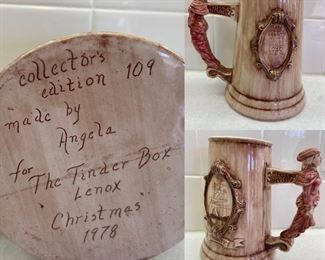 collector's
edition 109
made by
Angela
for
The Tinder Box
Lenox
Christmas
1978